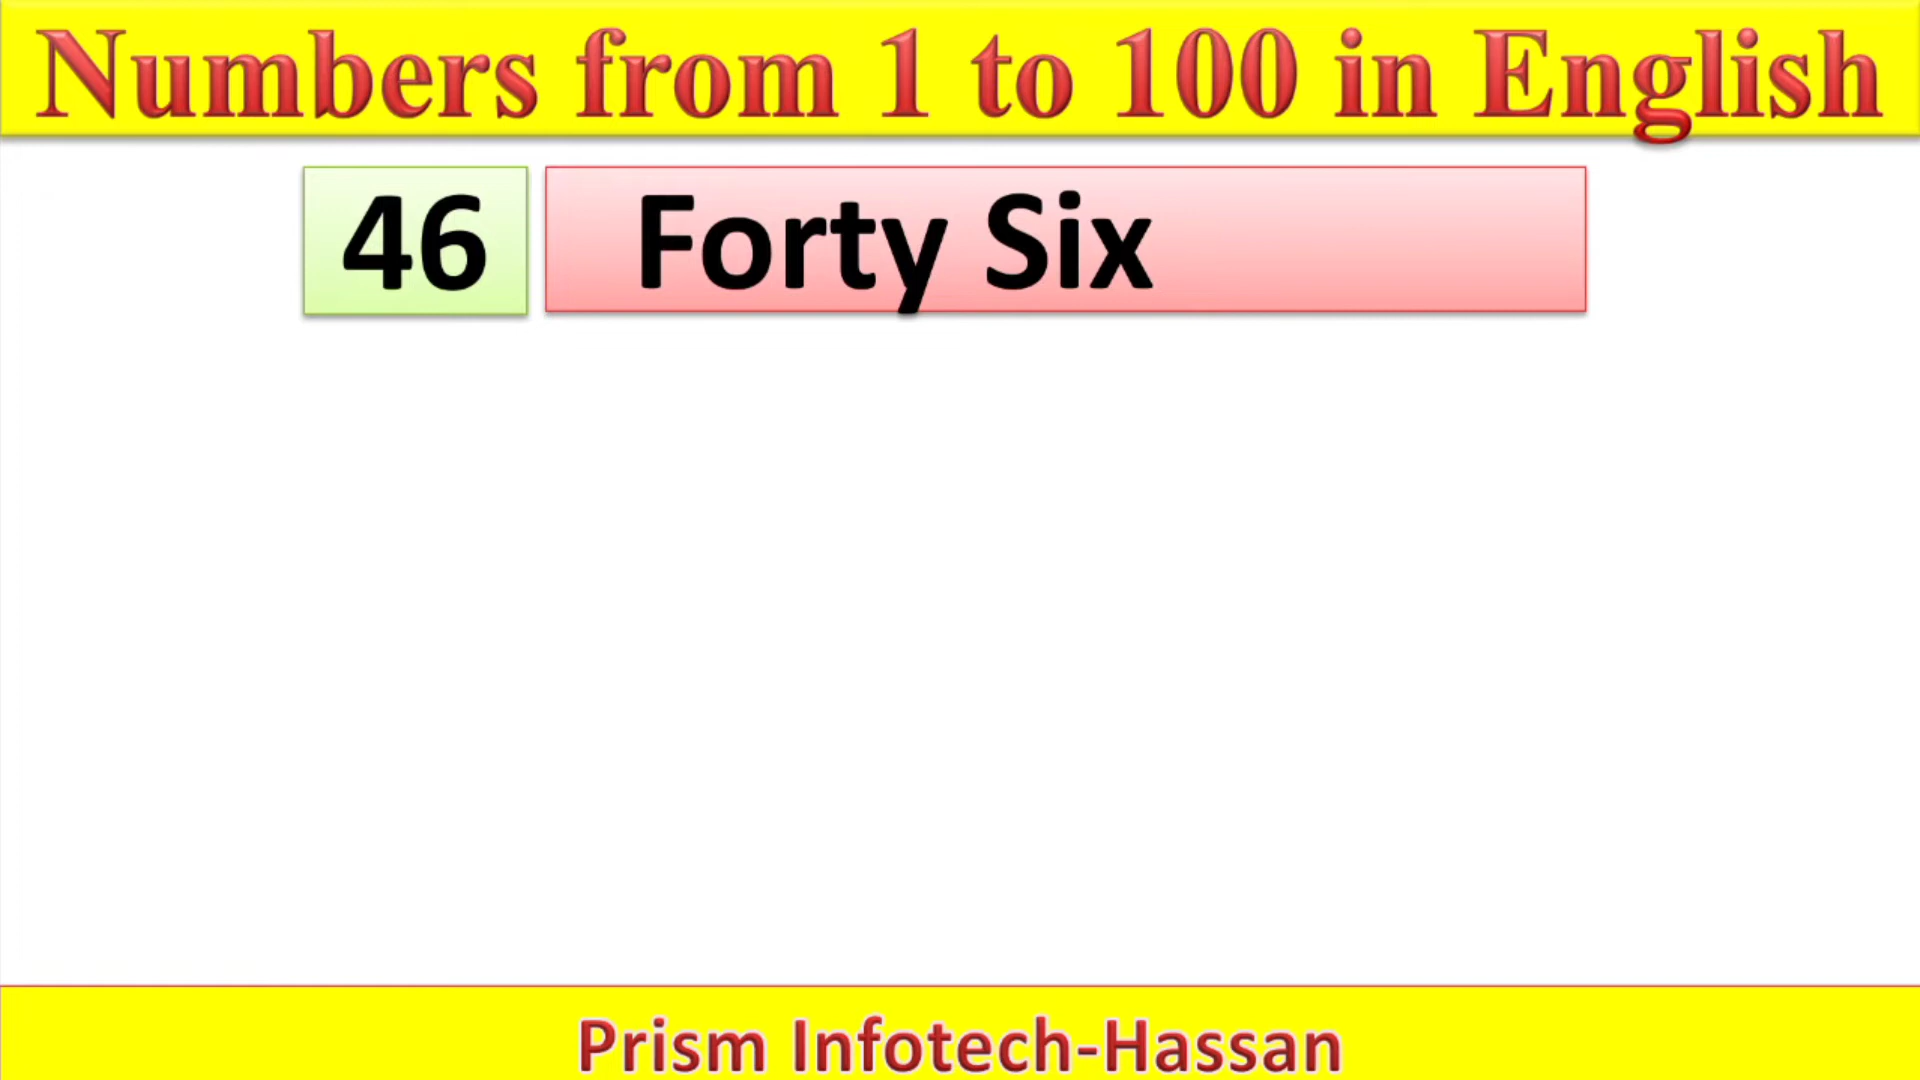 Numbers from 1 to 100 in English
46 Forty Six
Prism Infotech-Hassan